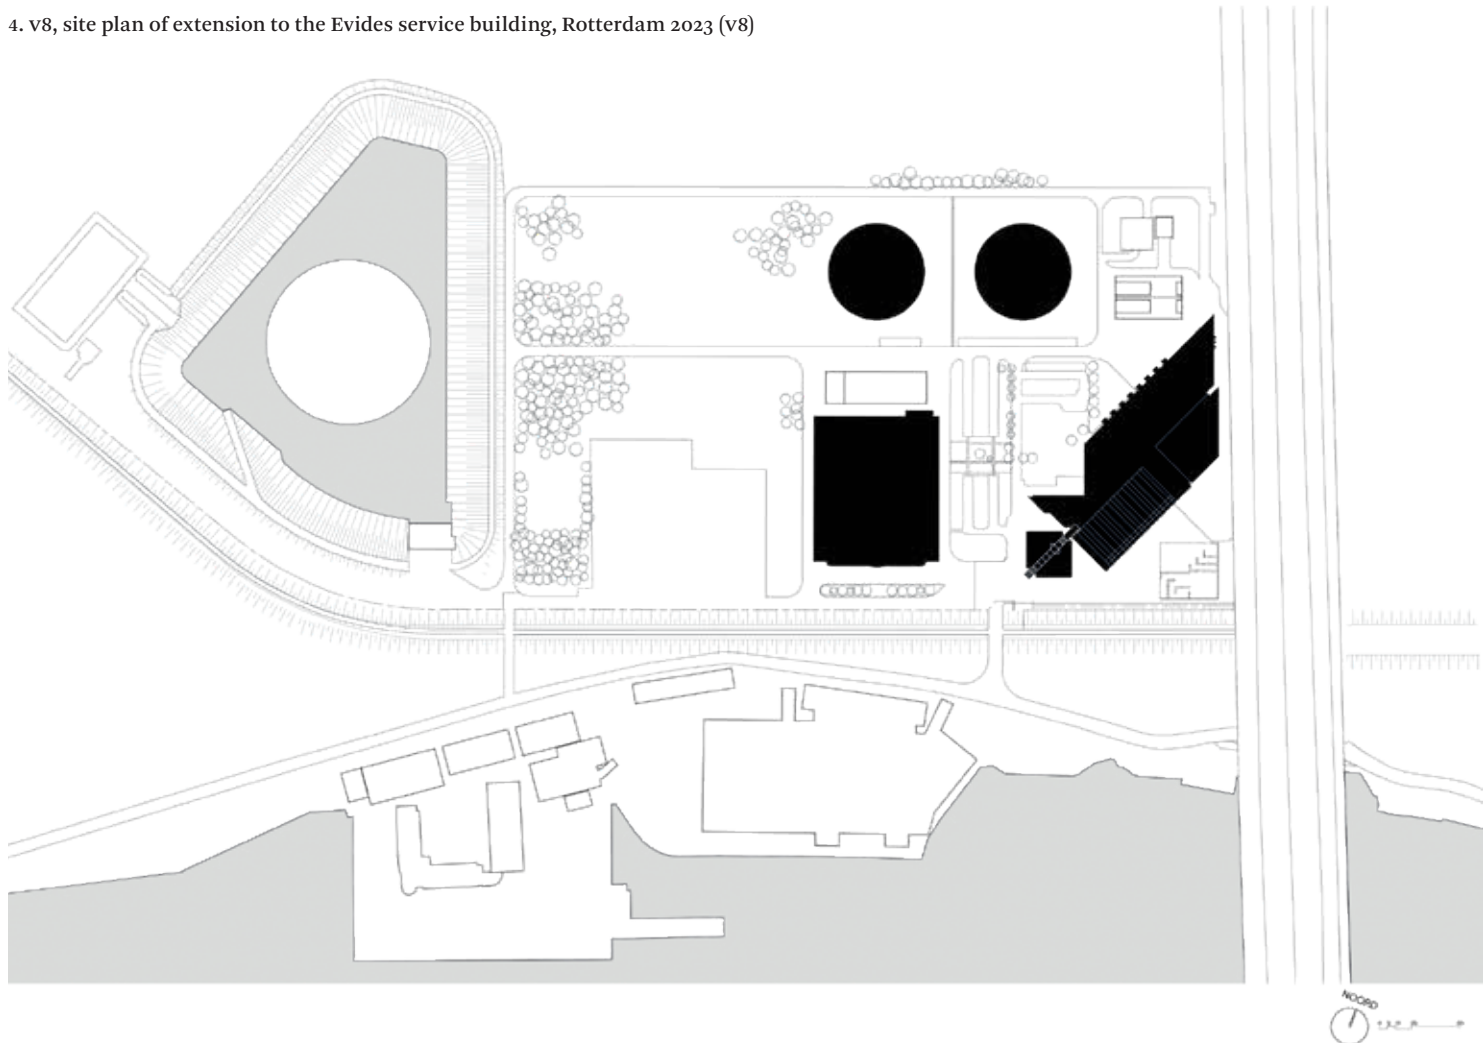 4. V8, site plan of extension to the Evides service building, Rotterdam 2023 (V8)
NOORD